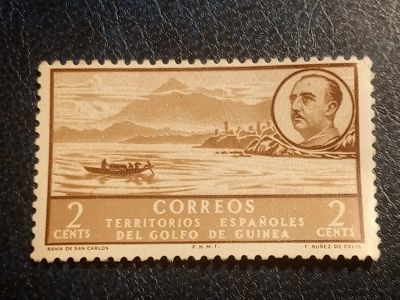 CORREOS
2 CENTS TERRITORIOS ESPAÑOLES 2 CENTS
DEL GOLFO DE GUINEA
BAHIA DE SAN CARLOS F.N.M.T. F. NUÑEZ DE CELIS